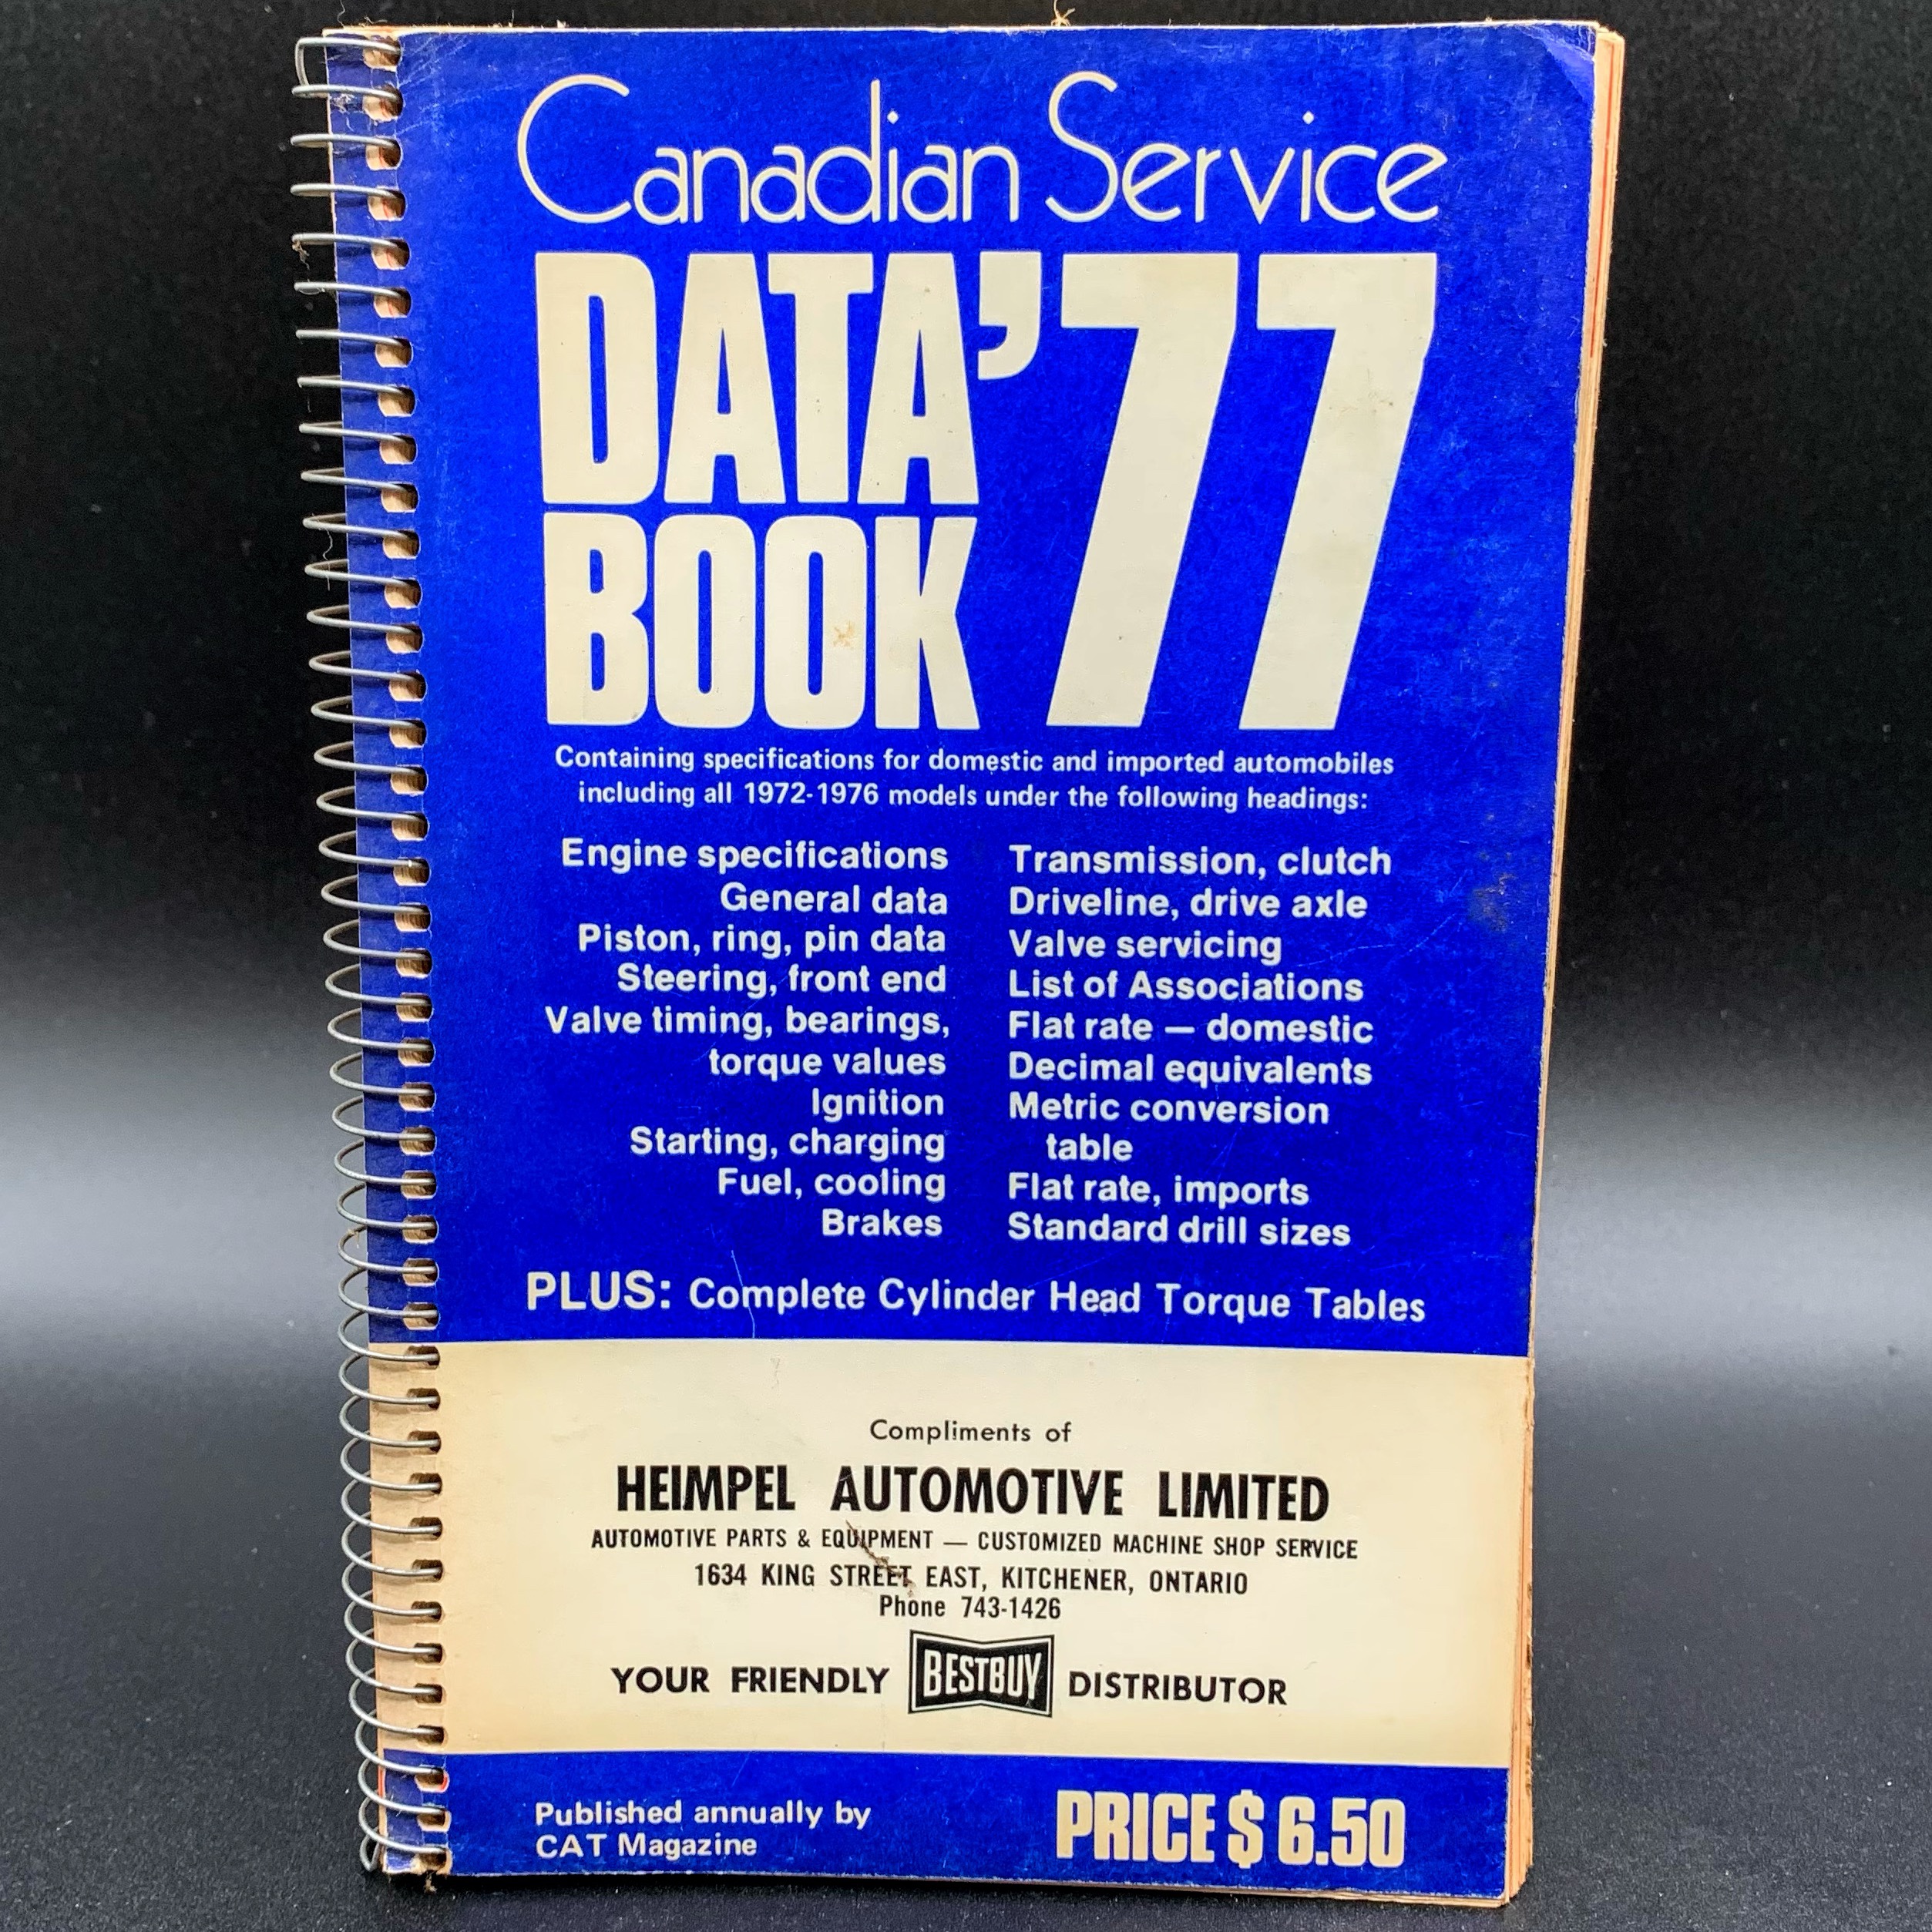 Canadian Service
DATA '77
BOOK
Containing specifications for domestic and imported automobiles
including all 1972-1976 models under the following headings:
Engine specifications
General data
Piston, ring, pin data
Steering, front end
Valve timing, bearings,
torque values
Ignition
Starting, charging
Fuel, cooling
Brakes
Transmission, clutch
Driveline, drive axle
Valve servicing
List of Associations
Flat rate — domestic
Decimal equivalents
Metric conversion
table
Flat rate, imports
Standard drill sizes
PLUS: Complete Cylinder Head Torque Tables
Compliments of
HEIMPEL AUTOMOTIVE LIMITED
AUTOMOTIVE PARTS & EQUIPMENT — CUSTOMIZED MACHINE SHOP SERVICE
1634 KING STREET EAST, KITCHENER, ONTARIO
Phone 743-1426
YOUR FRIENDLY BESTBUY DISTRIBUTOR
Published annually by
CAT Magazine
PRICE $ 6.50